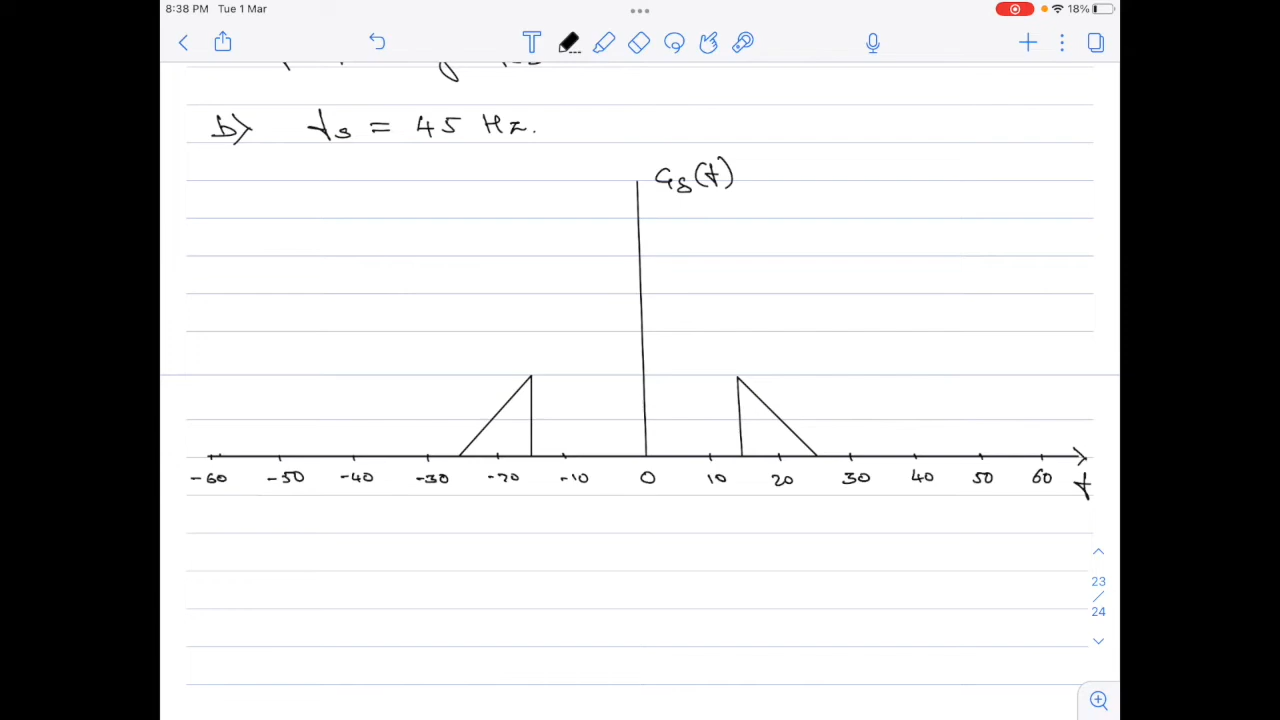 8:38 PM Tue 1 Mar
18%
T
b) fs = 45 Hz.
Gδ(f)
-60 -50 -40 -30 -20 -10 0 10 20 30 40 50 60 f
23
/
24